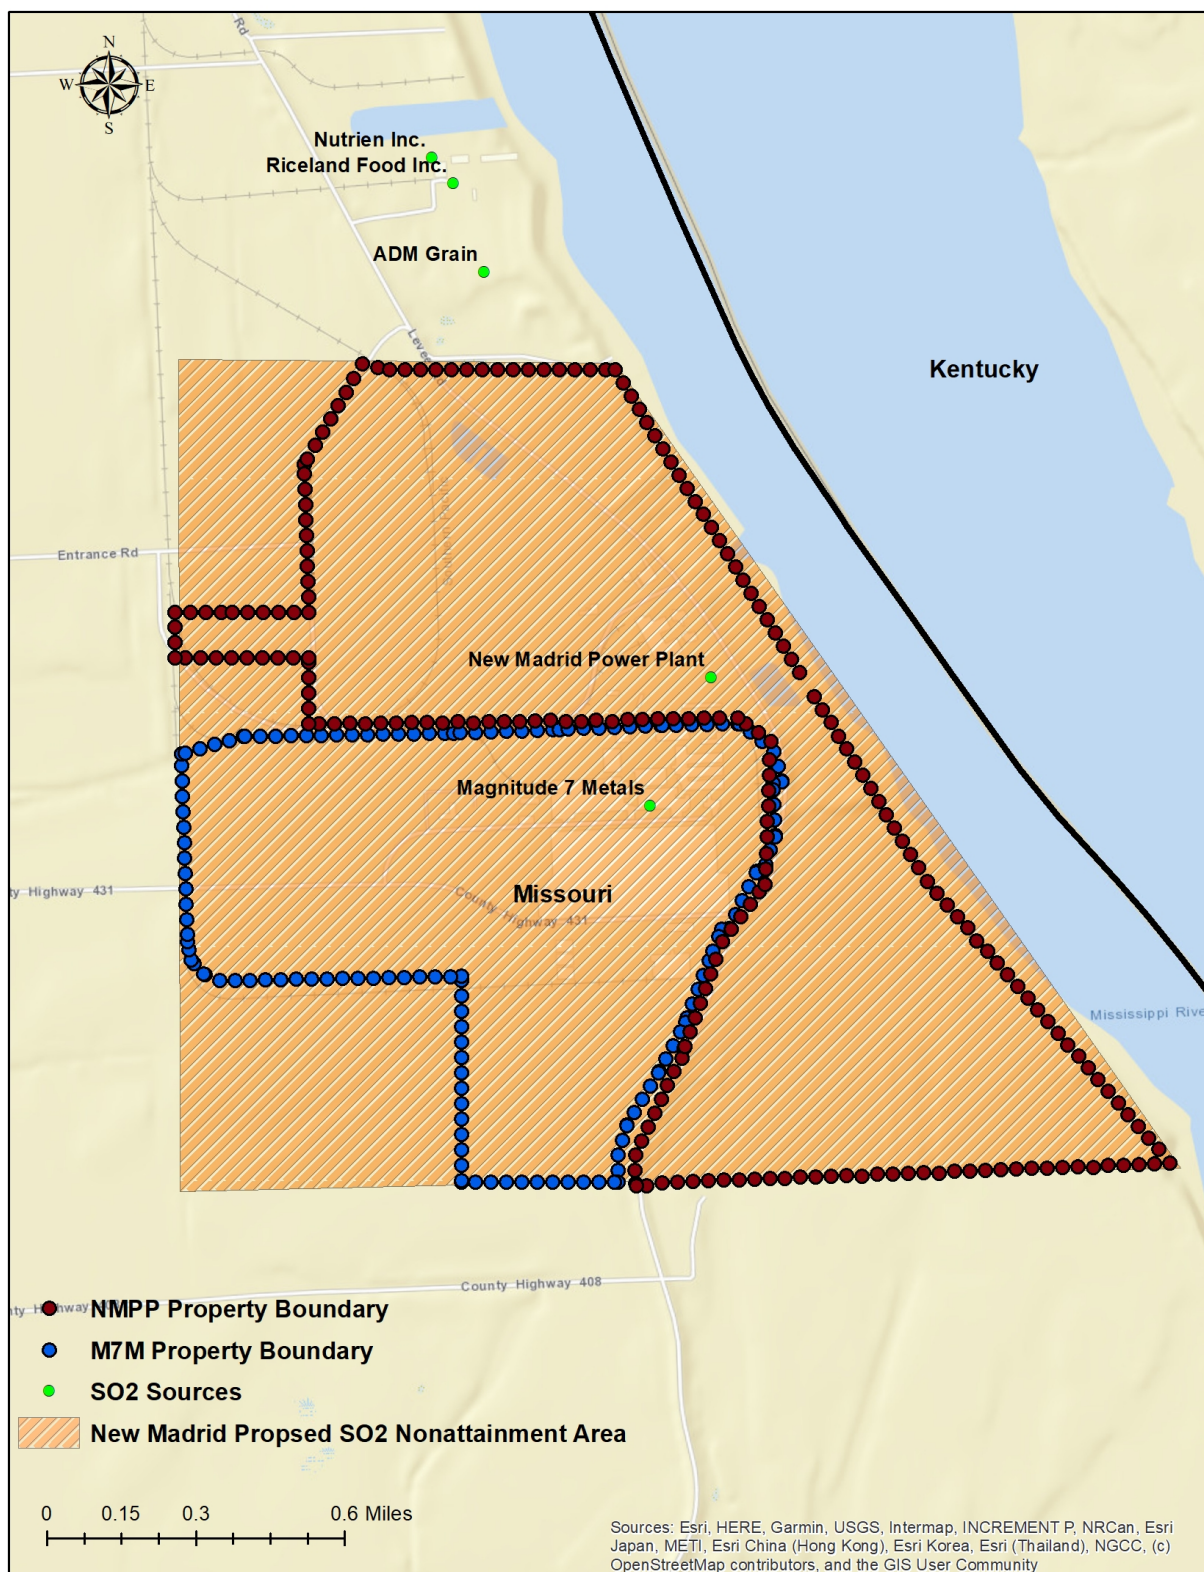 Rd
N
W E
S
Nutrien Inc.
Riceland Food Inc.
ADM Grain
Kentucky
Entrance Rd
New Madrid Power Plant
Magnitude 7 Metals
ty Highway 431
Missouri
County Highway 431
Mississippi Rive
County Highway 408
NMPP Property Boundary
M7M Property Boundary
SO2 Sources
New Madrid Propsed SO2 Nonattainment Area
0 0.15 0.3 0.6 Miles
Sources: Esri, HERE, Garmin, USGS, Intermap, INCREMENT P, NRCan, Esri
Japan, METI, Esri China (Hong Kong), Esri Korea, Esri (Thailand), NGCC, (c)
OpenStreetMap contributors, and the GIS User Community